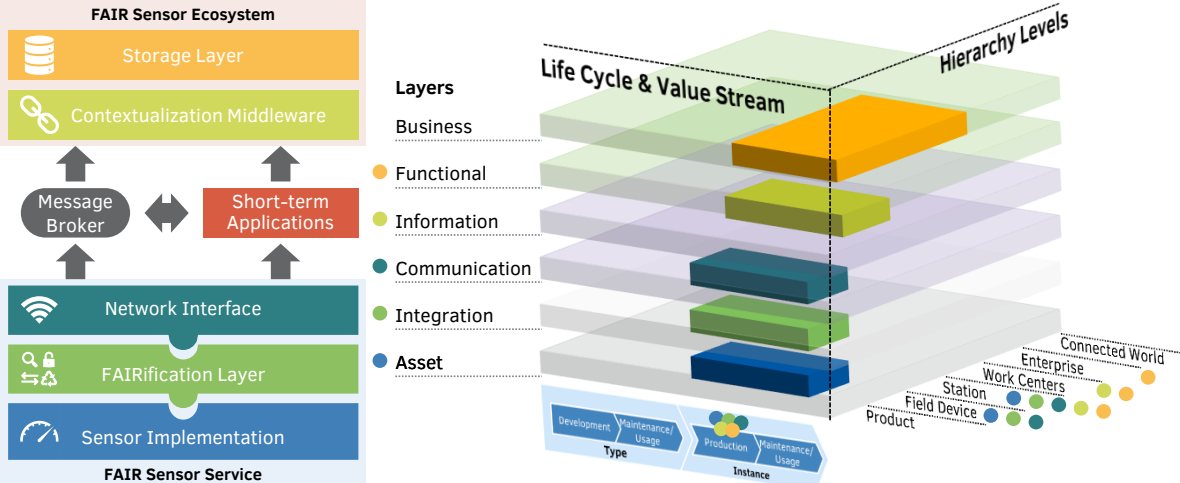 FAIR Sensor Ecosystem
Storage Layer
Contextualization Middleware
Message
Broker
Short-term
Applications
Network Interface
FAIRification Layer
Sensor Implementation
FAIR Sensor Service
Layers
Business
Functional
Information
Communication
Integration
Asset
Life Cycle & Value Stream
Hierarchy Levels
Connected World
Enterprise
Work Centers
Station
Field Device
Product
Development
Maintenance/
Usage
Type
Production
Maintenance/
Usage
Instance